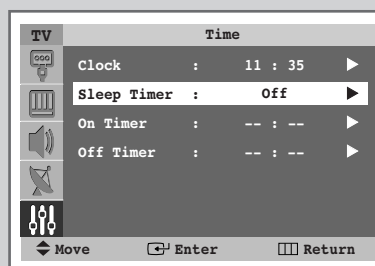 TV Time
Clock : 11 : 35
Sleep Timer : Off
On Timer : -- : --
Off Timer : -- : --
Move Enter Return